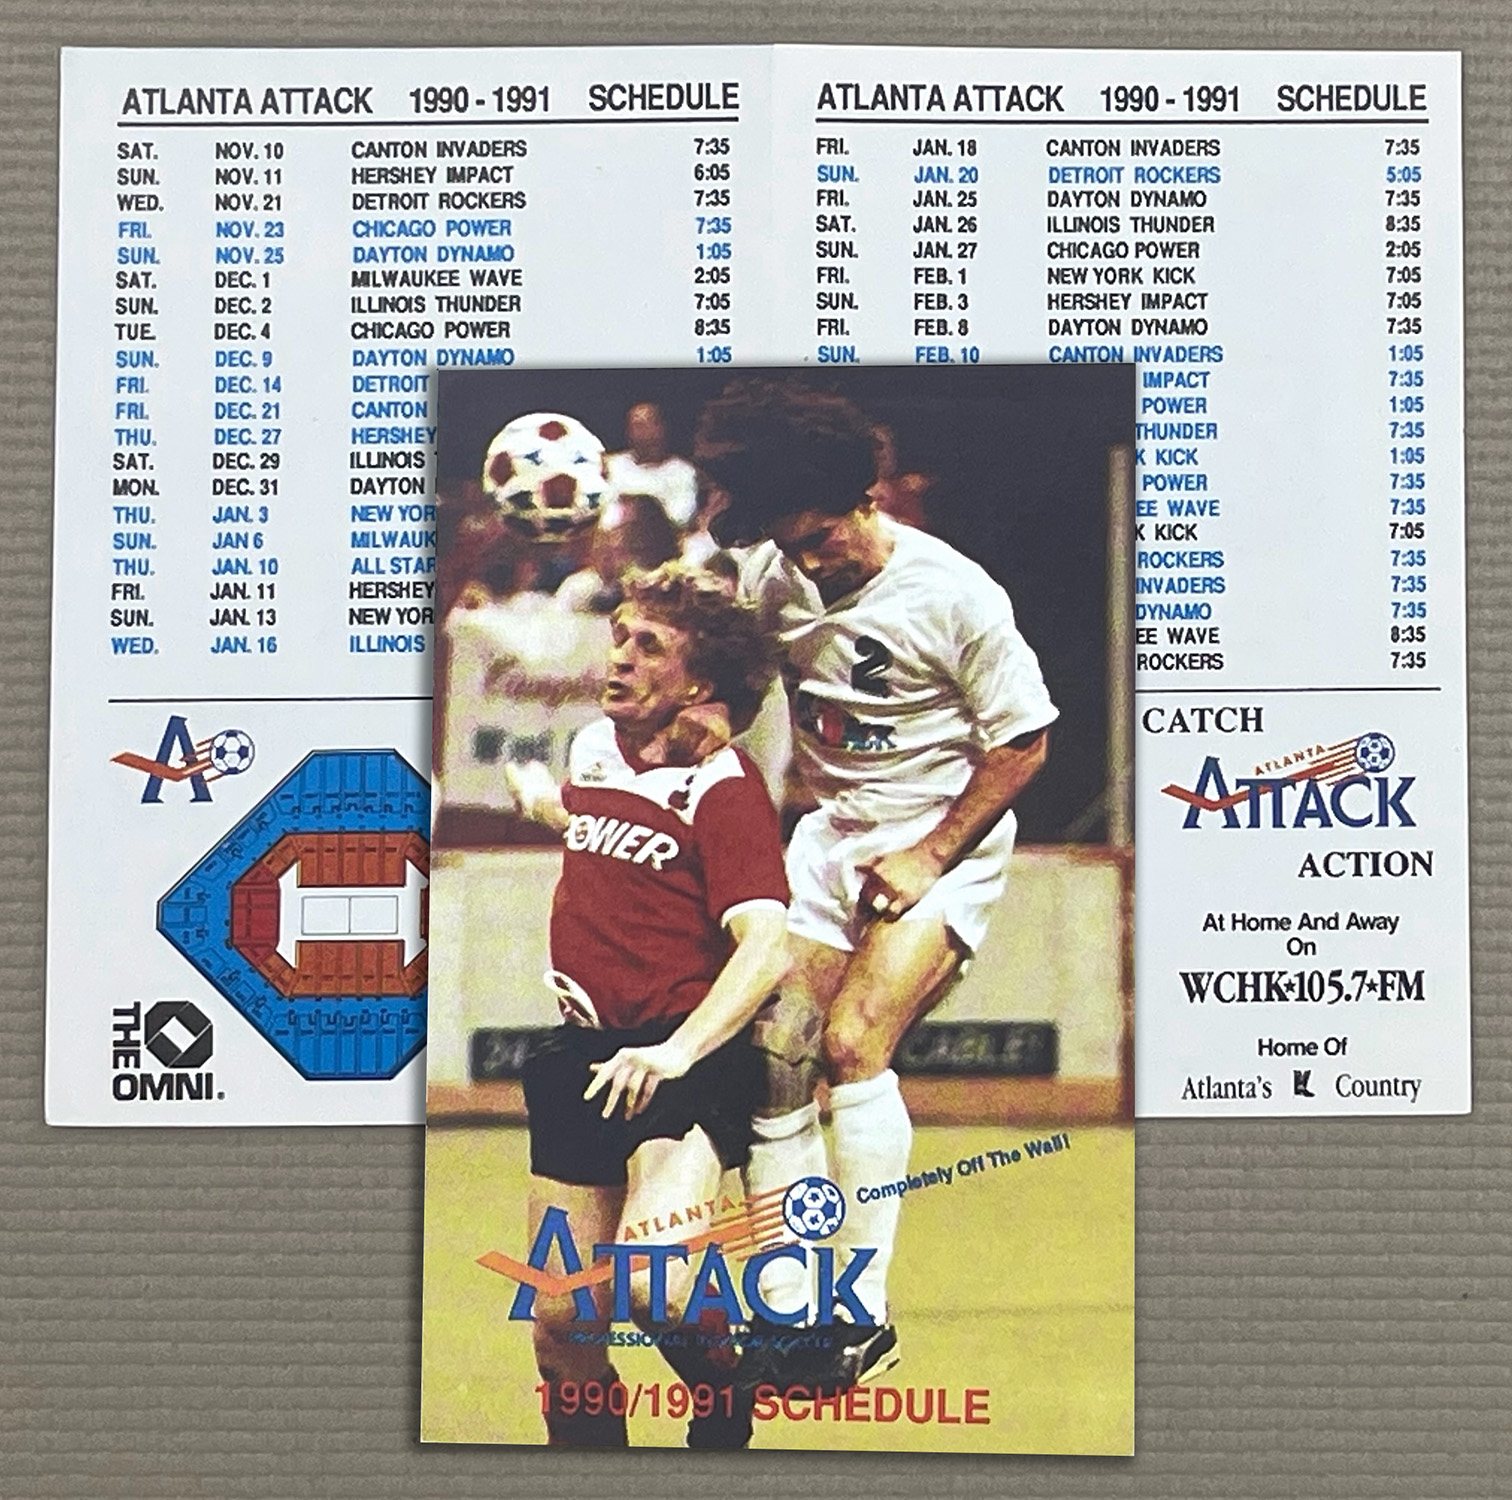 ATLANTA ATTACK 1990 - 1991 SCHEDULE
SAT. NOV. 10 CANTON INVADERS 7:35
SUN. NOV. 11 HERSHEY IMPACT 6:05
WED. NOV. 21 DETROIT ROCKERS 7:35
FRI. NOV. 23 CHICAGO POWER 7:35
SUN. NOV. 25 DAYTON DYNAMO 1:05
SAT. DEC. 1 MILWAUKEE WAVE 2:05
SUN. DEC. 2 ILLINOIS THUNDER 7:05
TUE. DEC. 4 CHICAGO POWER 8:35
SUN. DEC. 9 DAYTON DYNAMO 1:05
FRI. DEC. 14 DETROIT
FRI. DEC. 21 CANTON
THU. DEC. 27 HERSHEY
SAT. DEC. 29 ILLINOIS
MON. DEC. 31 DAYTON
THU. JAN. 3 NEW YOR
SUN. JAN 6 MILWAUK
THU. JAN. 10 ALL STAR
FRI. JAN. 11 HERSHEY
SUN. JAN. 13 NEW YOR
WED. JAN. 16 ILLINOIS
A
THE
OMNI.
ATLANTA ATTACK 1990 - 1991 SCHEDULE
FRI. JAN. 18 CANTON INVADERS 7:35
SUN. JAN. 20 DETROIT ROCKERS 5:05
FRI. JAN. 25 DAYTON DYNAMO 7:35
SAT. JAN. 26 ILLINOIS THUNDER 8:35
SUN. JAN. 27 CHICAGO POWER 2:05
FRI. FEB. 1 NEW YORK KICK 7:05
SUN. FEB. 3 HERSHEY IMPACT 7:05
FRI. FEB. 8 DAYTON DYNAMO 7:35
SUN. FEB. 10 CANTON INVADERS 1:05
IMPACT 7:35
POWER 1:05
THUNDER 7:35
K KICK 1:05
POWER 7:35
EE WAVE 7:35
K KICK 7:05
ROCKERS 7:35
INVADERS 7:35
DYNAMO 7:35
EE WAVE 8:35
ROCKERS 7:35
CATCH
ATLANTA
ATTACK
ACTION
At Home And Away
On
WCHK★105.7★FM
Home Of
Atlanta's K Country
2
POWER
CABLE
Completely Off The Wall!
ATLANTA
ATTACK
PROFESSIONAL INDOOR SOCCER
1990/1991 SCHEDULE